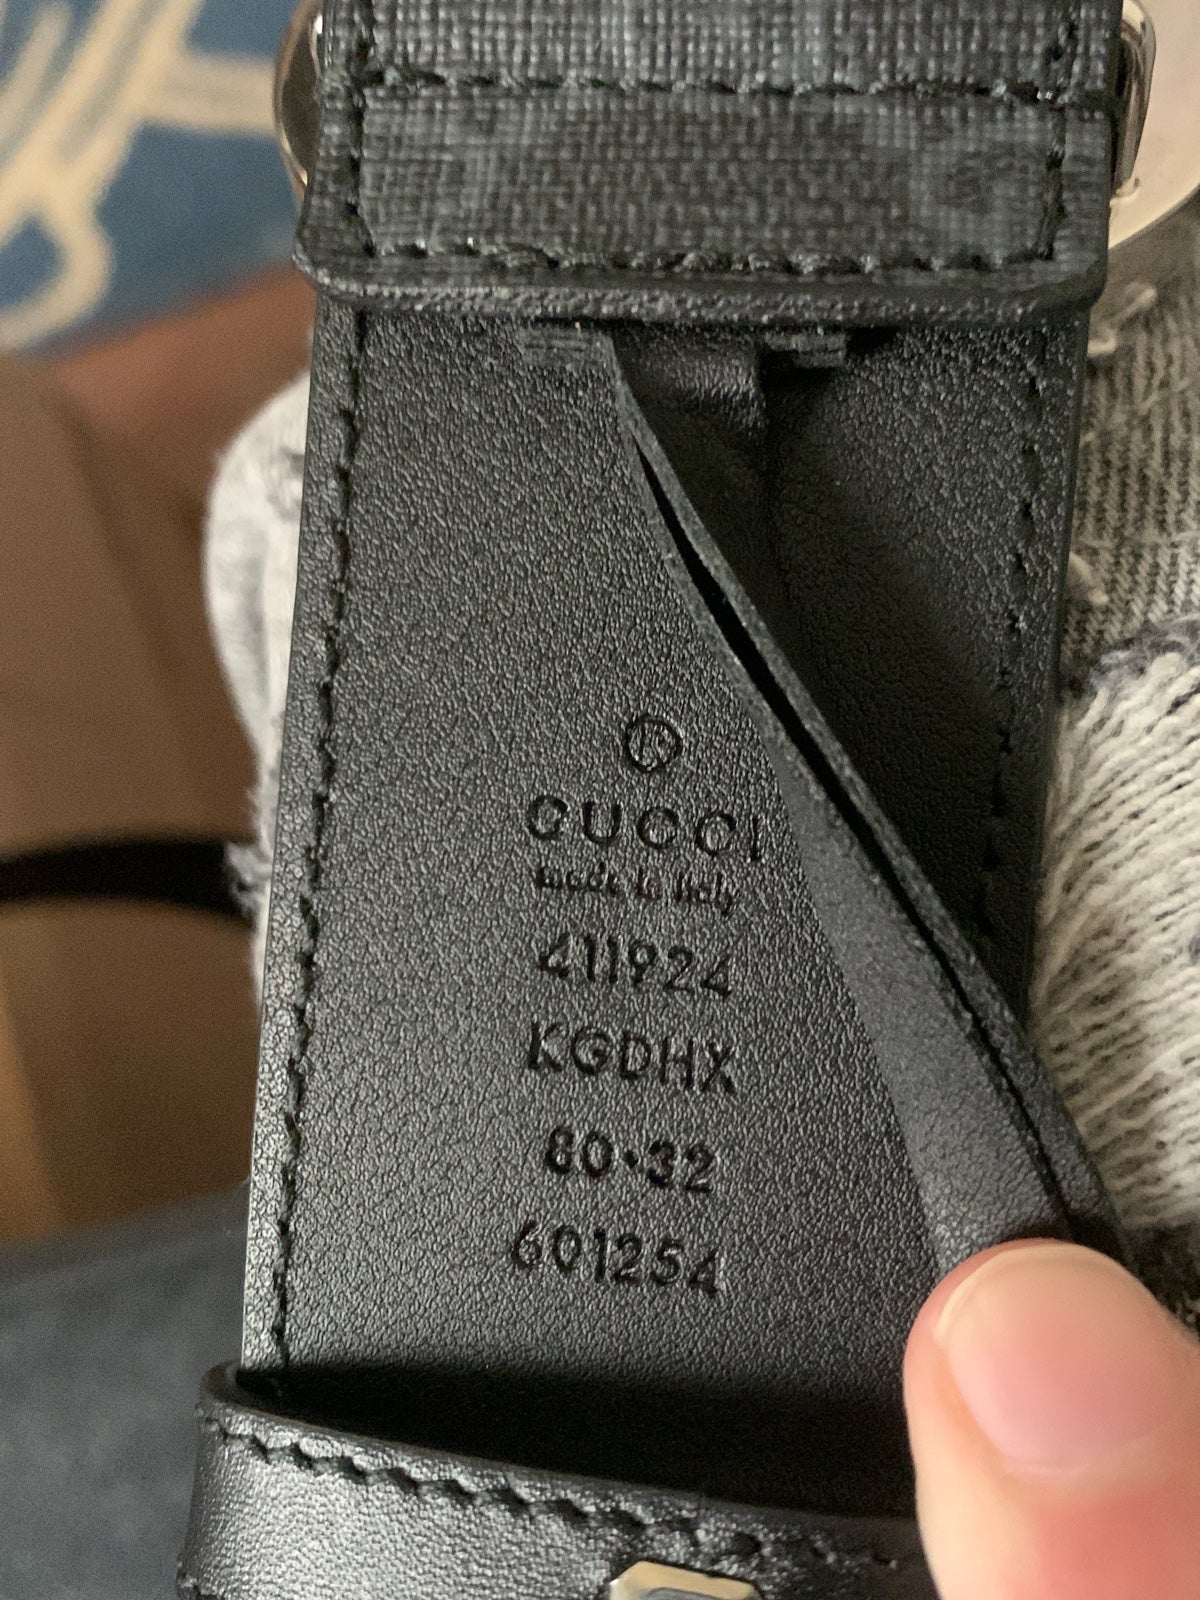 ®
GUCCI
made in italy
411924
KGDHX
80·32
601254